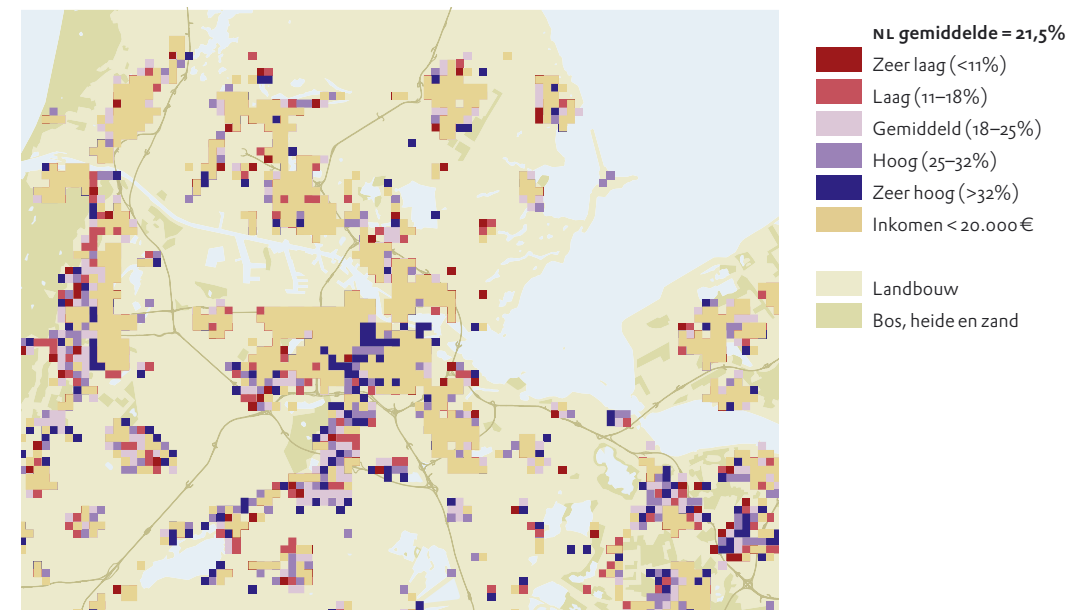 NL gemiddelde = 21,5%
Zeer laag (<11%)
Laag (11–18%)
Gemiddeld (18–25%)
Hoog (25–32%)
Zeer hoog (>32%)
Inkomen < 20.000 €
Landbouw
Bos, heide en zand